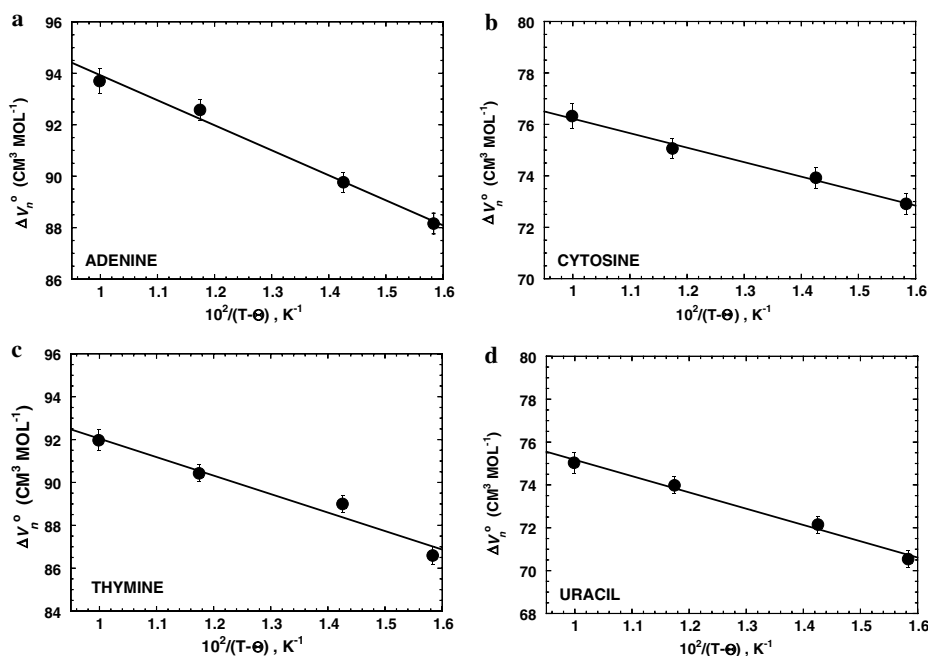 a
96
94
92
90
88
86
ΔVₙ° (CM³ MOL⁻¹)
ADENINE
1 1.1 1.2 1.3 1.4 1.5 1.6
10²/(T-Θ) , K⁻¹
b
80
78
76
74
72
70
ΔVₙ° (CM³ MOL⁻¹)
CYTOSINE
1 1.1 1.2 1.3 1.4 1.5 1.6
10²/(T-Θ) , K⁻¹
c
96
94
92
90
88
86
84
ΔVₙ° (CM³ MOL⁻¹)
THYMINE
1 1.1 1.2 1.3 1.4 1.5 1.6
10²/(T-Θ) , K⁻¹
d
80
78
76
74
72
70
68
ΔVₙ° (CM³ MOL⁻¹)
URACIL
1 1.1 1.2 1.3 1.4 1.5 1.6
10²/(T-Θ) , K⁻¹